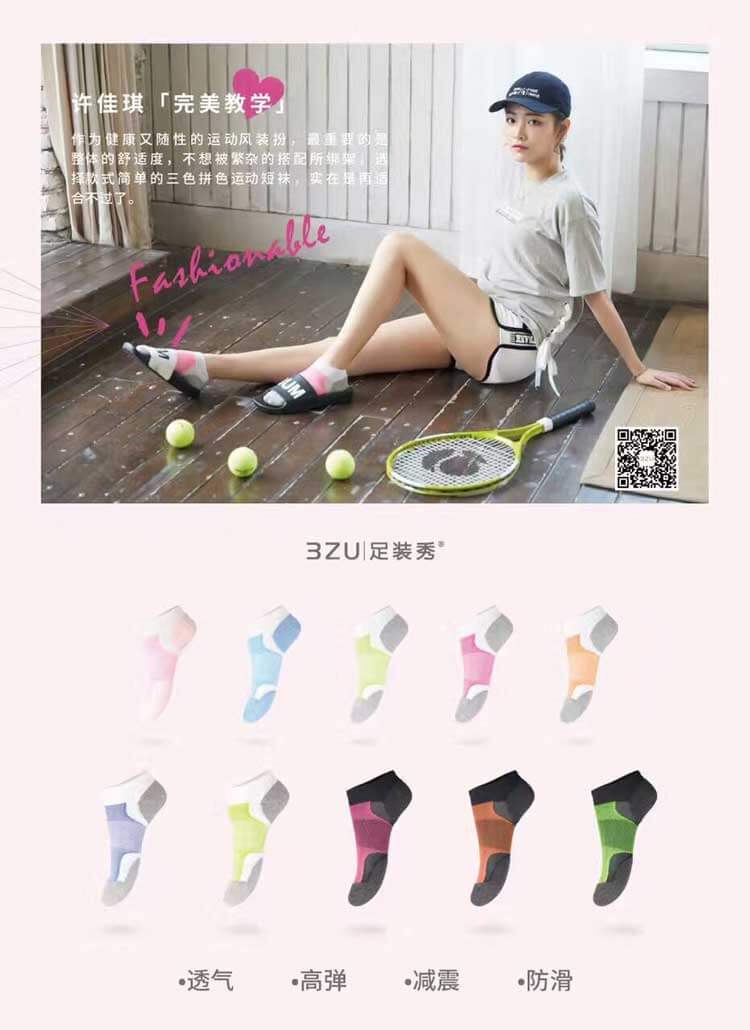 许佳琪「完美教学」
作为健康又随性的运动风装扮，最重要的是
整体的舒适度，不想被繁杂的搭配所绑架，选
择款式简单的三色拼色运动短袜，实在是再适
合不过了。
Fashionable
3ZU|足装秀®
•透气 •高弹 •减震 •防滑